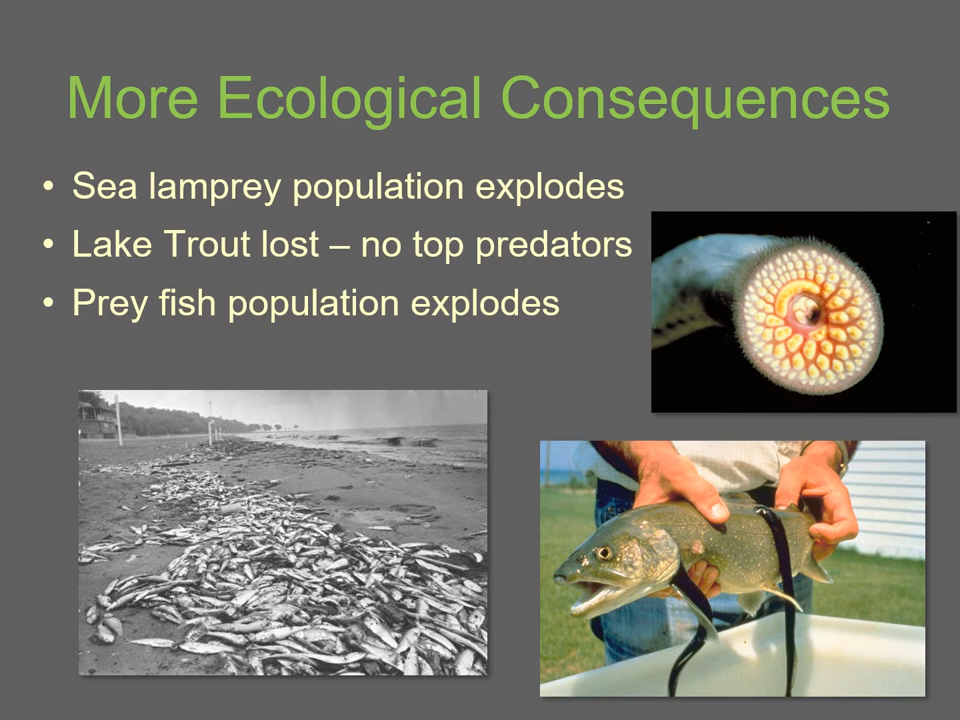 More Ecological Consequences
• Sea lamprey population explodes
• Lake Trout lost – no top predators
• Prey fish population explodes